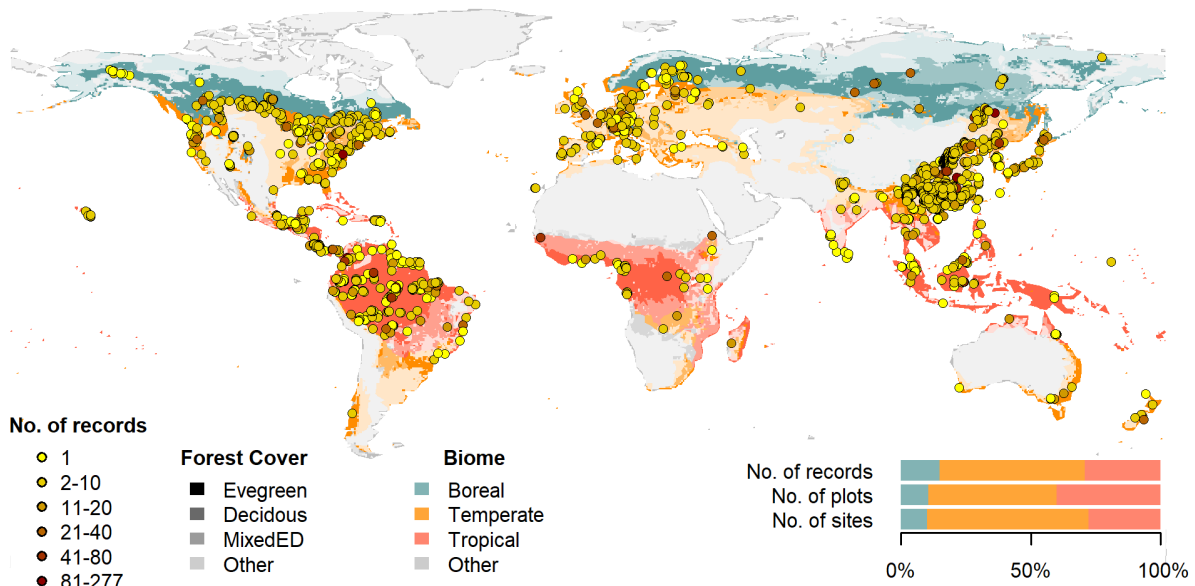 No. of records
1
2-10
11-20
21-40
41-80
81-277
Forest Cover
Evegreen
Decidous
MixedED
Other
Biome
Boreal
Temperate
Tropical
Other
No. of records
No. of plots
No. of sites
0% 50% 100%